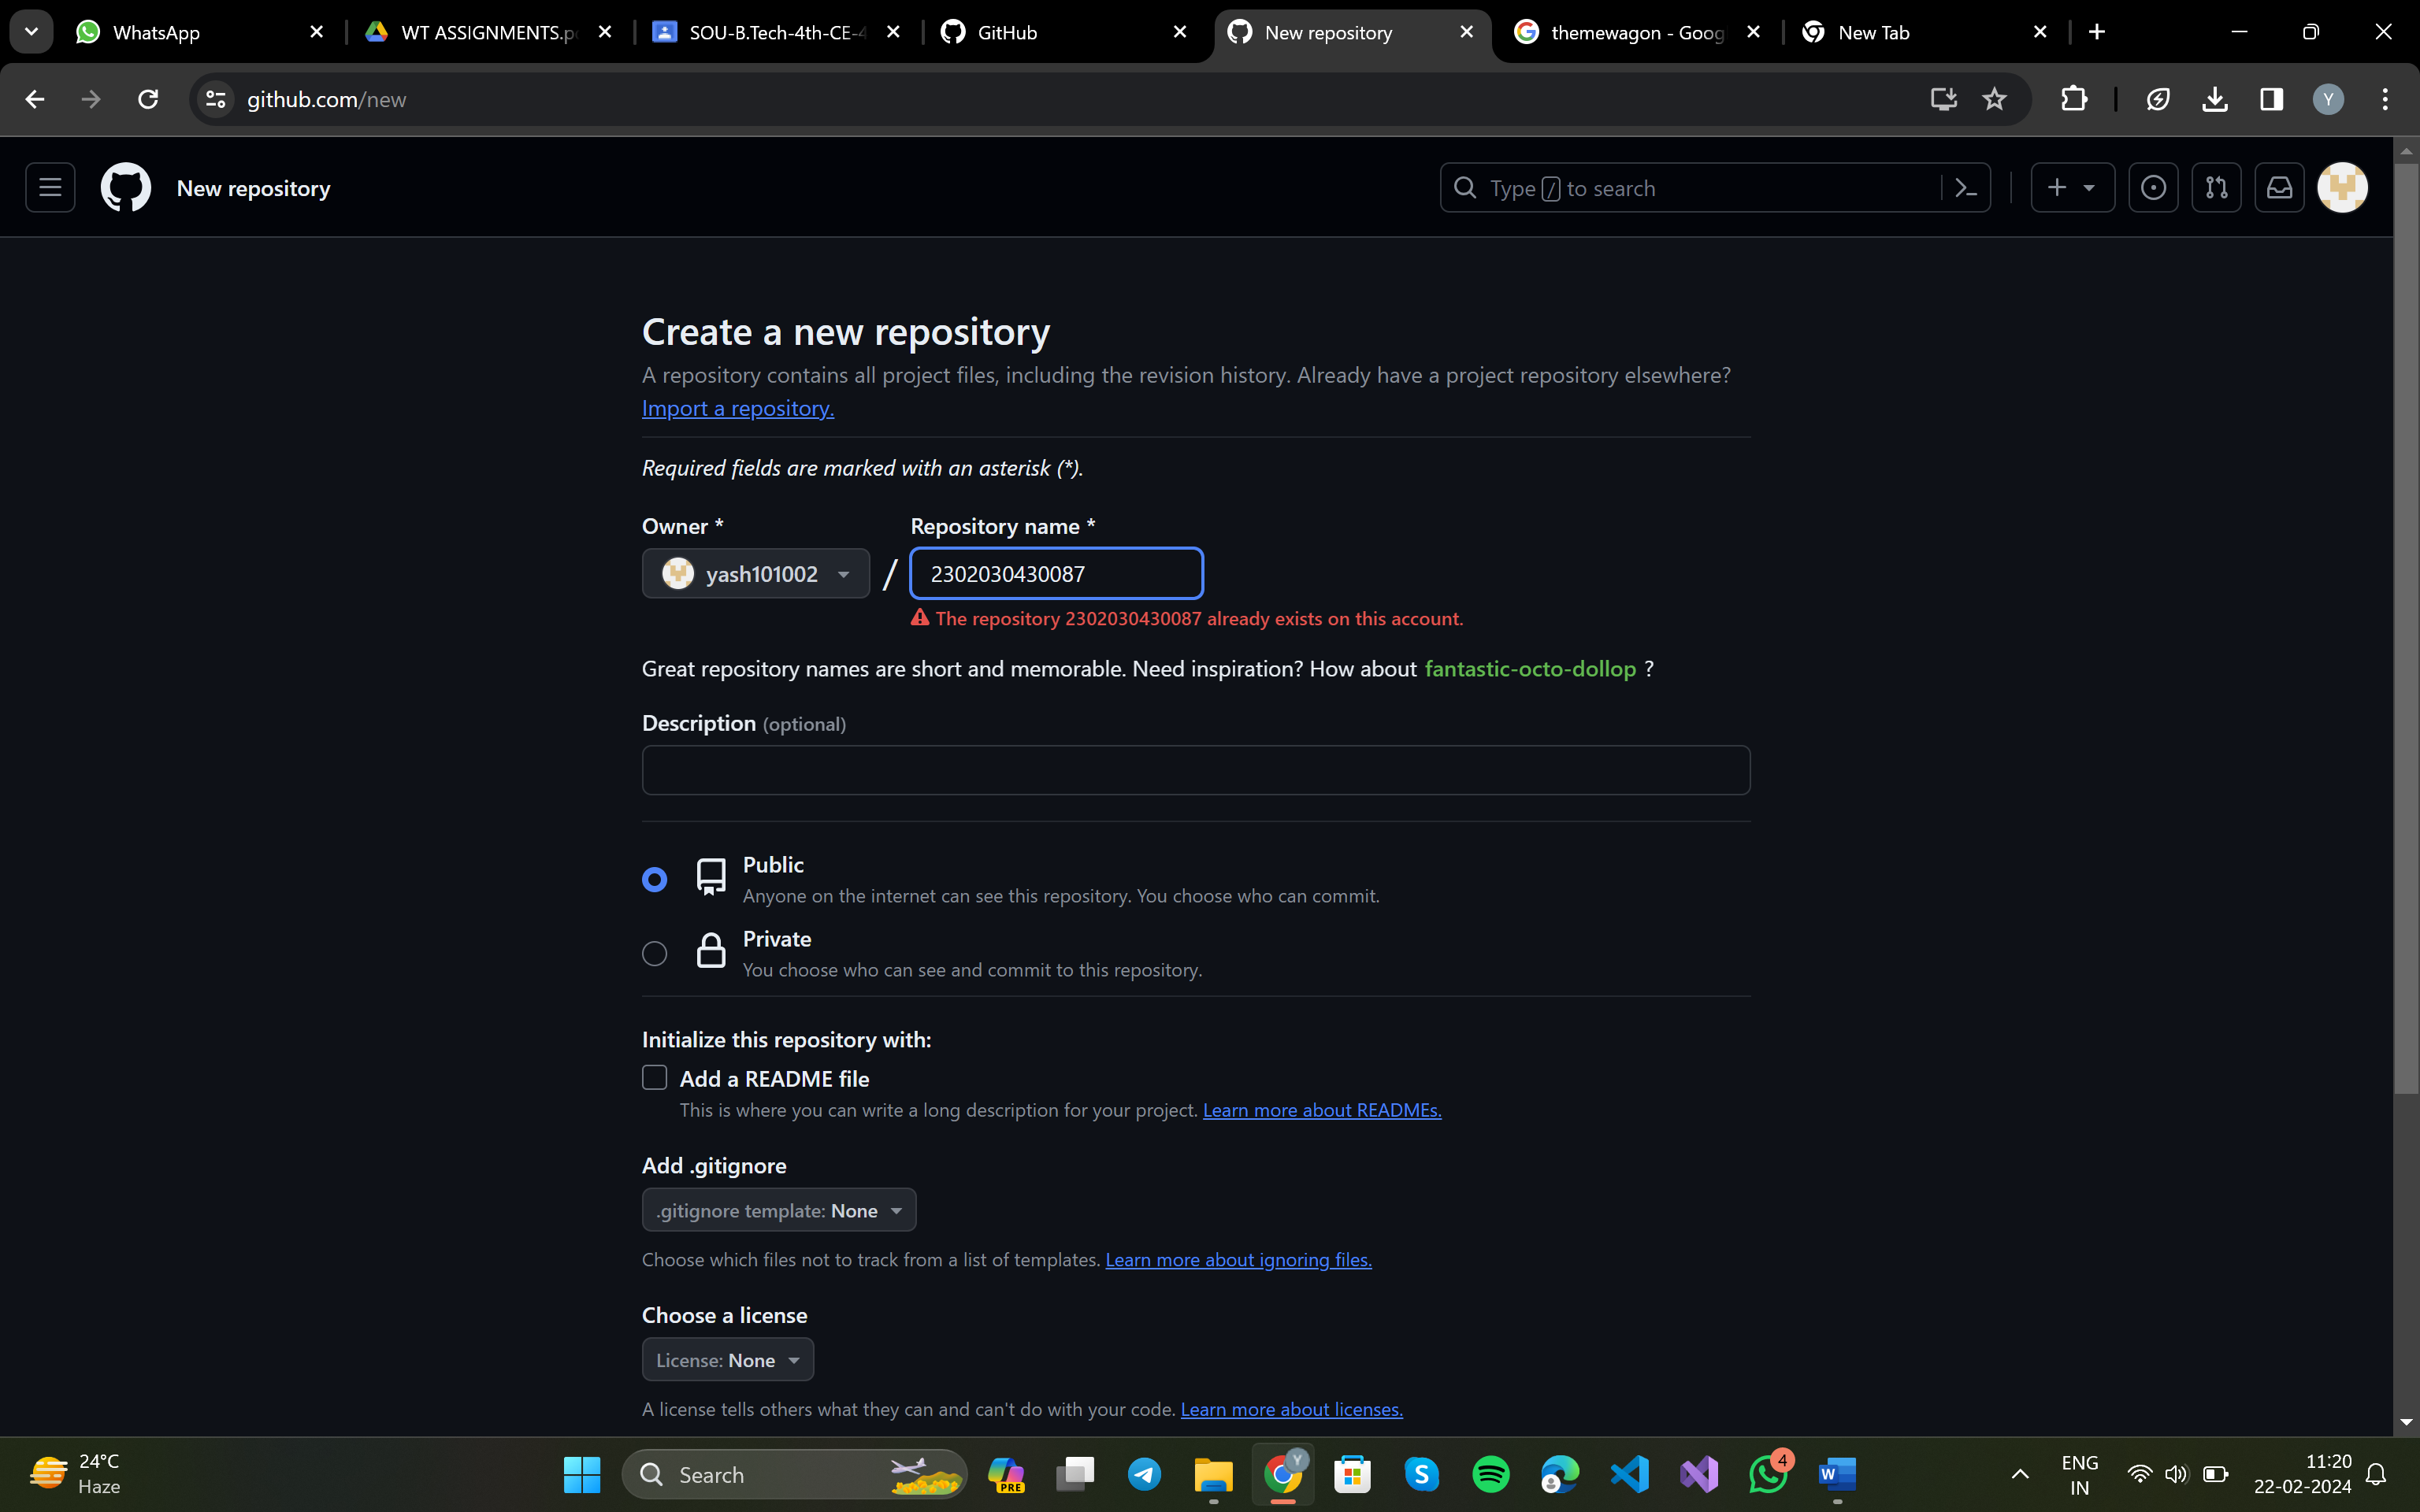 WhatsApp
WT ASSIGNMENTS.p
SOU-B.Tech-4th-CE-4
GitHub
New repository
themewagon - Goog
New Tab
github.com/new
New repository
Type / to search
Create a new repository
A repository contains all project files, including the revision history. Already have a project repository elsewhere?
Import a repository.
Required fields are marked with an asterisk (*).
Owner * Repository name *
yash101002 / 2302030430087
The repository 2302030430087 already exists on this account.
Great repository names are short and memorable. Need inspiration? How about fantastic-octo-dollop ?
Description (optional)
Public
Anyone on the internet can see this repository. You choose who can commit.
Private
You choose who can see and commit to this repository.
Initialize this repository with:
Add a README file
This is where you can write a long description for your project. Learn more about READMEs.
Add .gitignore
.gitignore template: None
Choose which files not to track from a list of templates. Learn more about ignoring files.
Choose a license
License: None
A license tells others what they can and can't do with your code. Learn more about licenses.
24°C
Haze
Search
PRE
Y
4
ENG
IN
11:20
22-02-2024